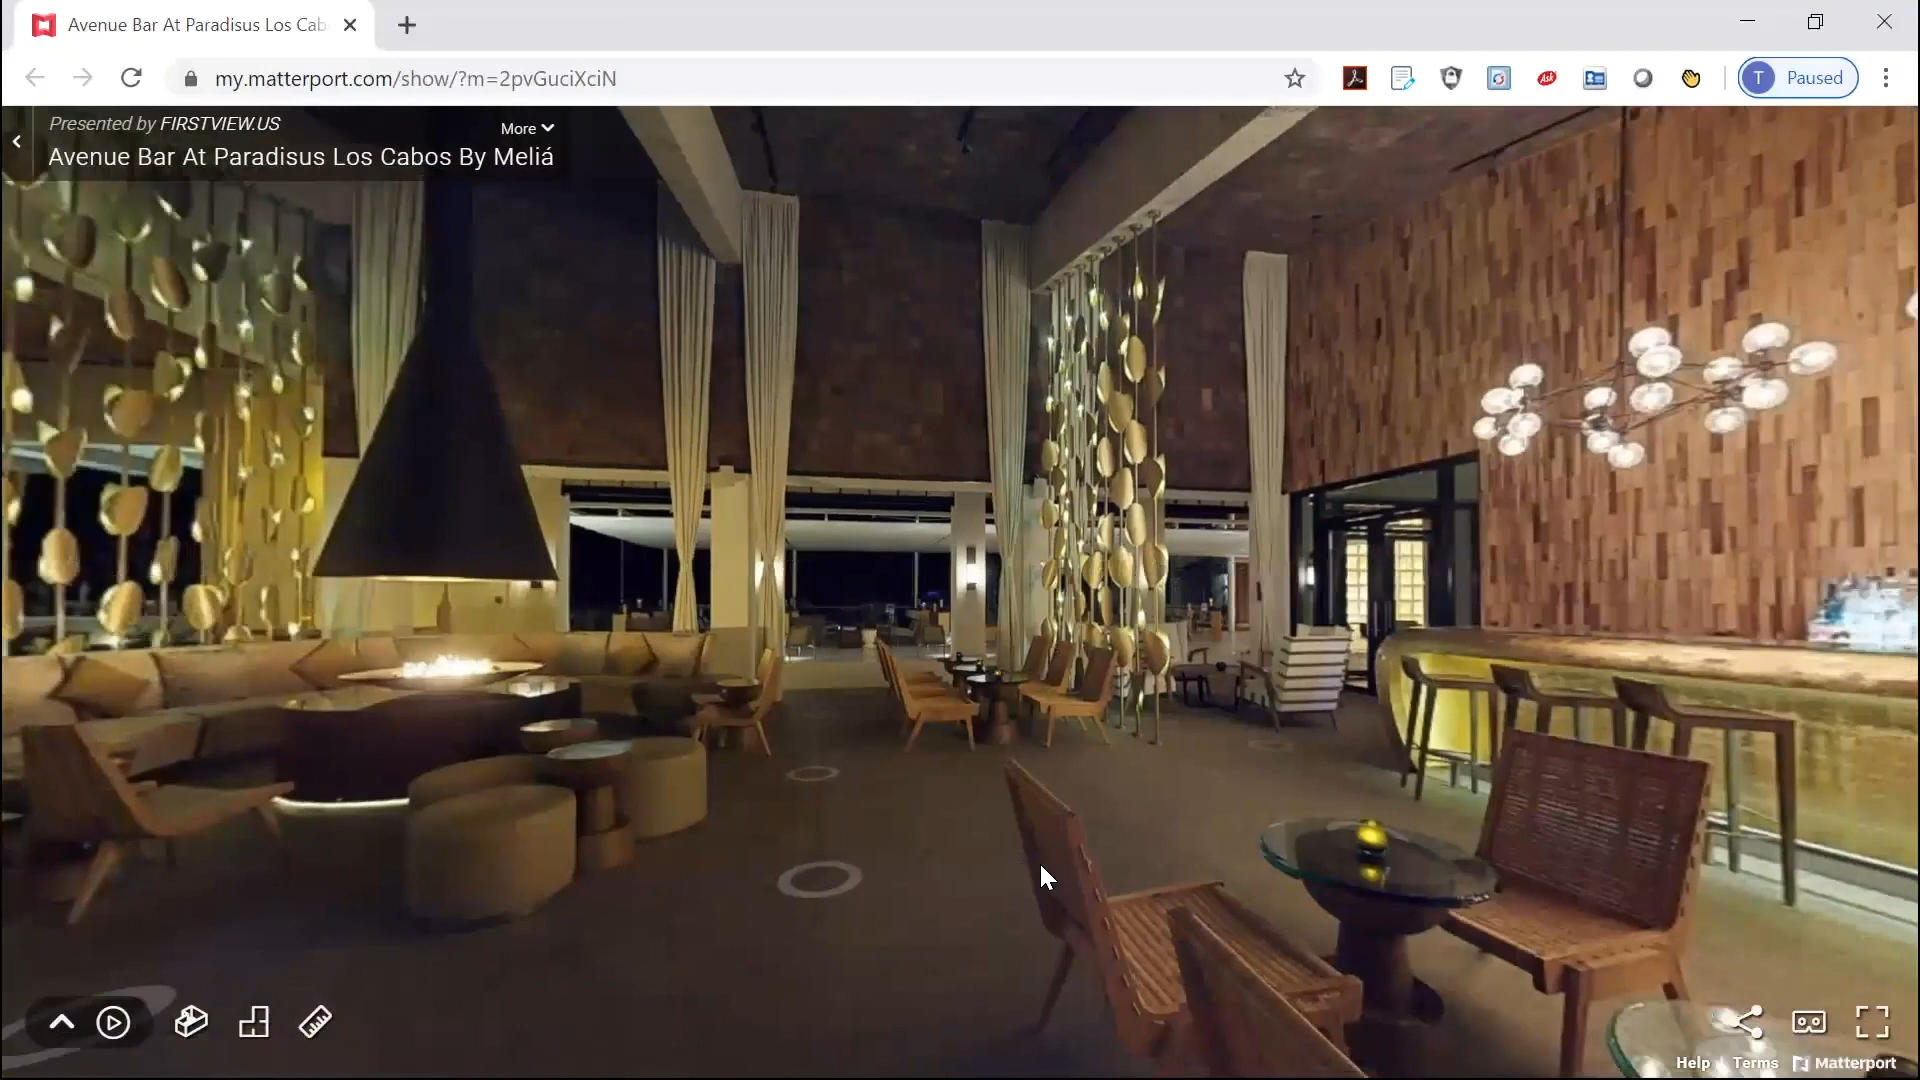 Avenue Bar At Paradisus Los Cab
my.matterport.com/show/?m=2pvGuciXciN
Ask
T Paused
Presented by FIRSTVIEW.US
More
Avenue Bar At Paradisus Los Cabos By Meliá
Help Terms Matterport